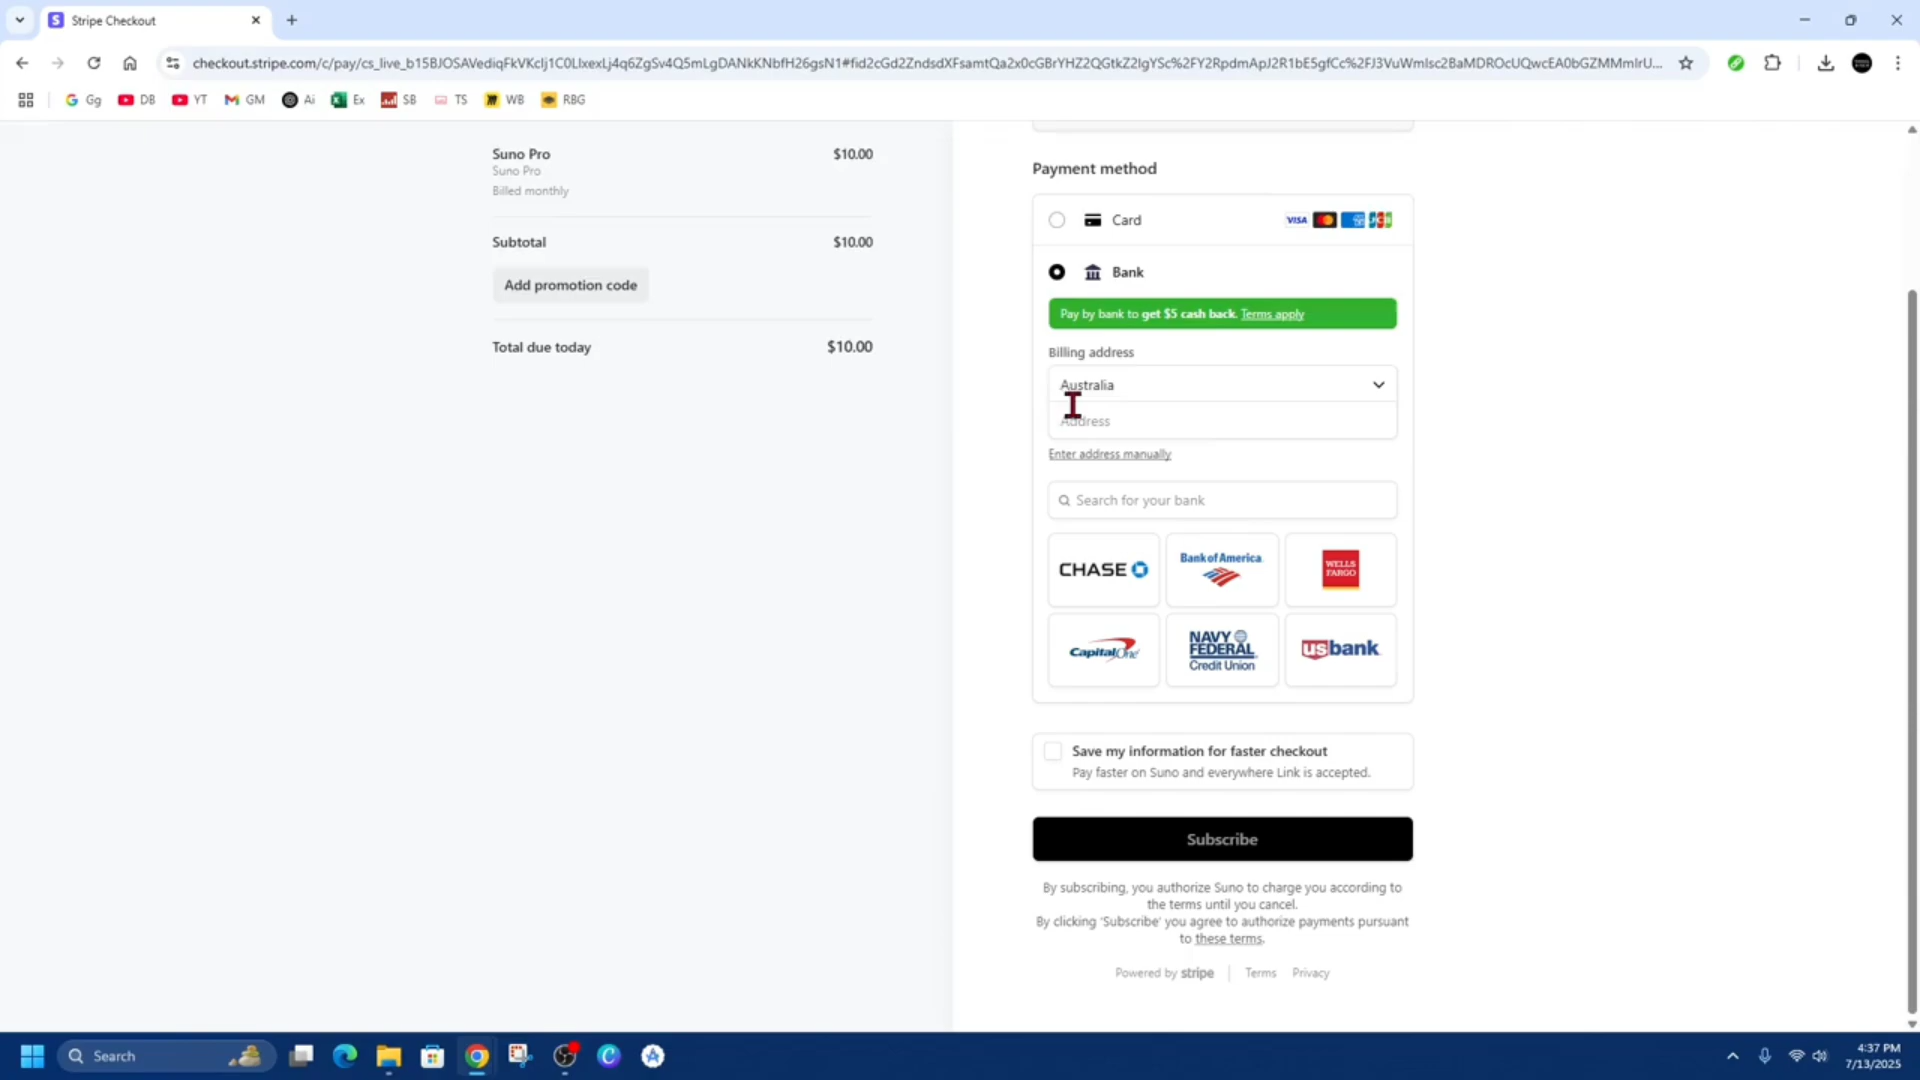 Stripe Checkout
checkout.stripe.com/c/pay/
Gg
DB
YT
GM
Ai
Ex
SB
TS
WB
RBG
Suno Pro
$10.00
Suno Pro
Billed monthly
Subtotal
$10.00
Add promotion code
Total due today
$10.00
Payment method
Card
VISA
Bank
Pay by bank to get $5 cash back. Terms apply
Billing address
Australia
Address
Enter address manually
Search for your bank
CHASE
Bank of America
WELLS
FARGO
Capital One
NAVY
FEDERAL
Credit Union
usbank
Save my information for faster checkout
Pay faster on Suno and everywhere Link is accepted.
Subscribe
By subscribing, you authorize Suno to charge you according to
the terms until you cancel.
By clicking 'Subscribe' you agree to authorize payments pursuant
to these terms.
Powered by stripe
Terms
Privacy
Search
4:37 PM
7/13/2025